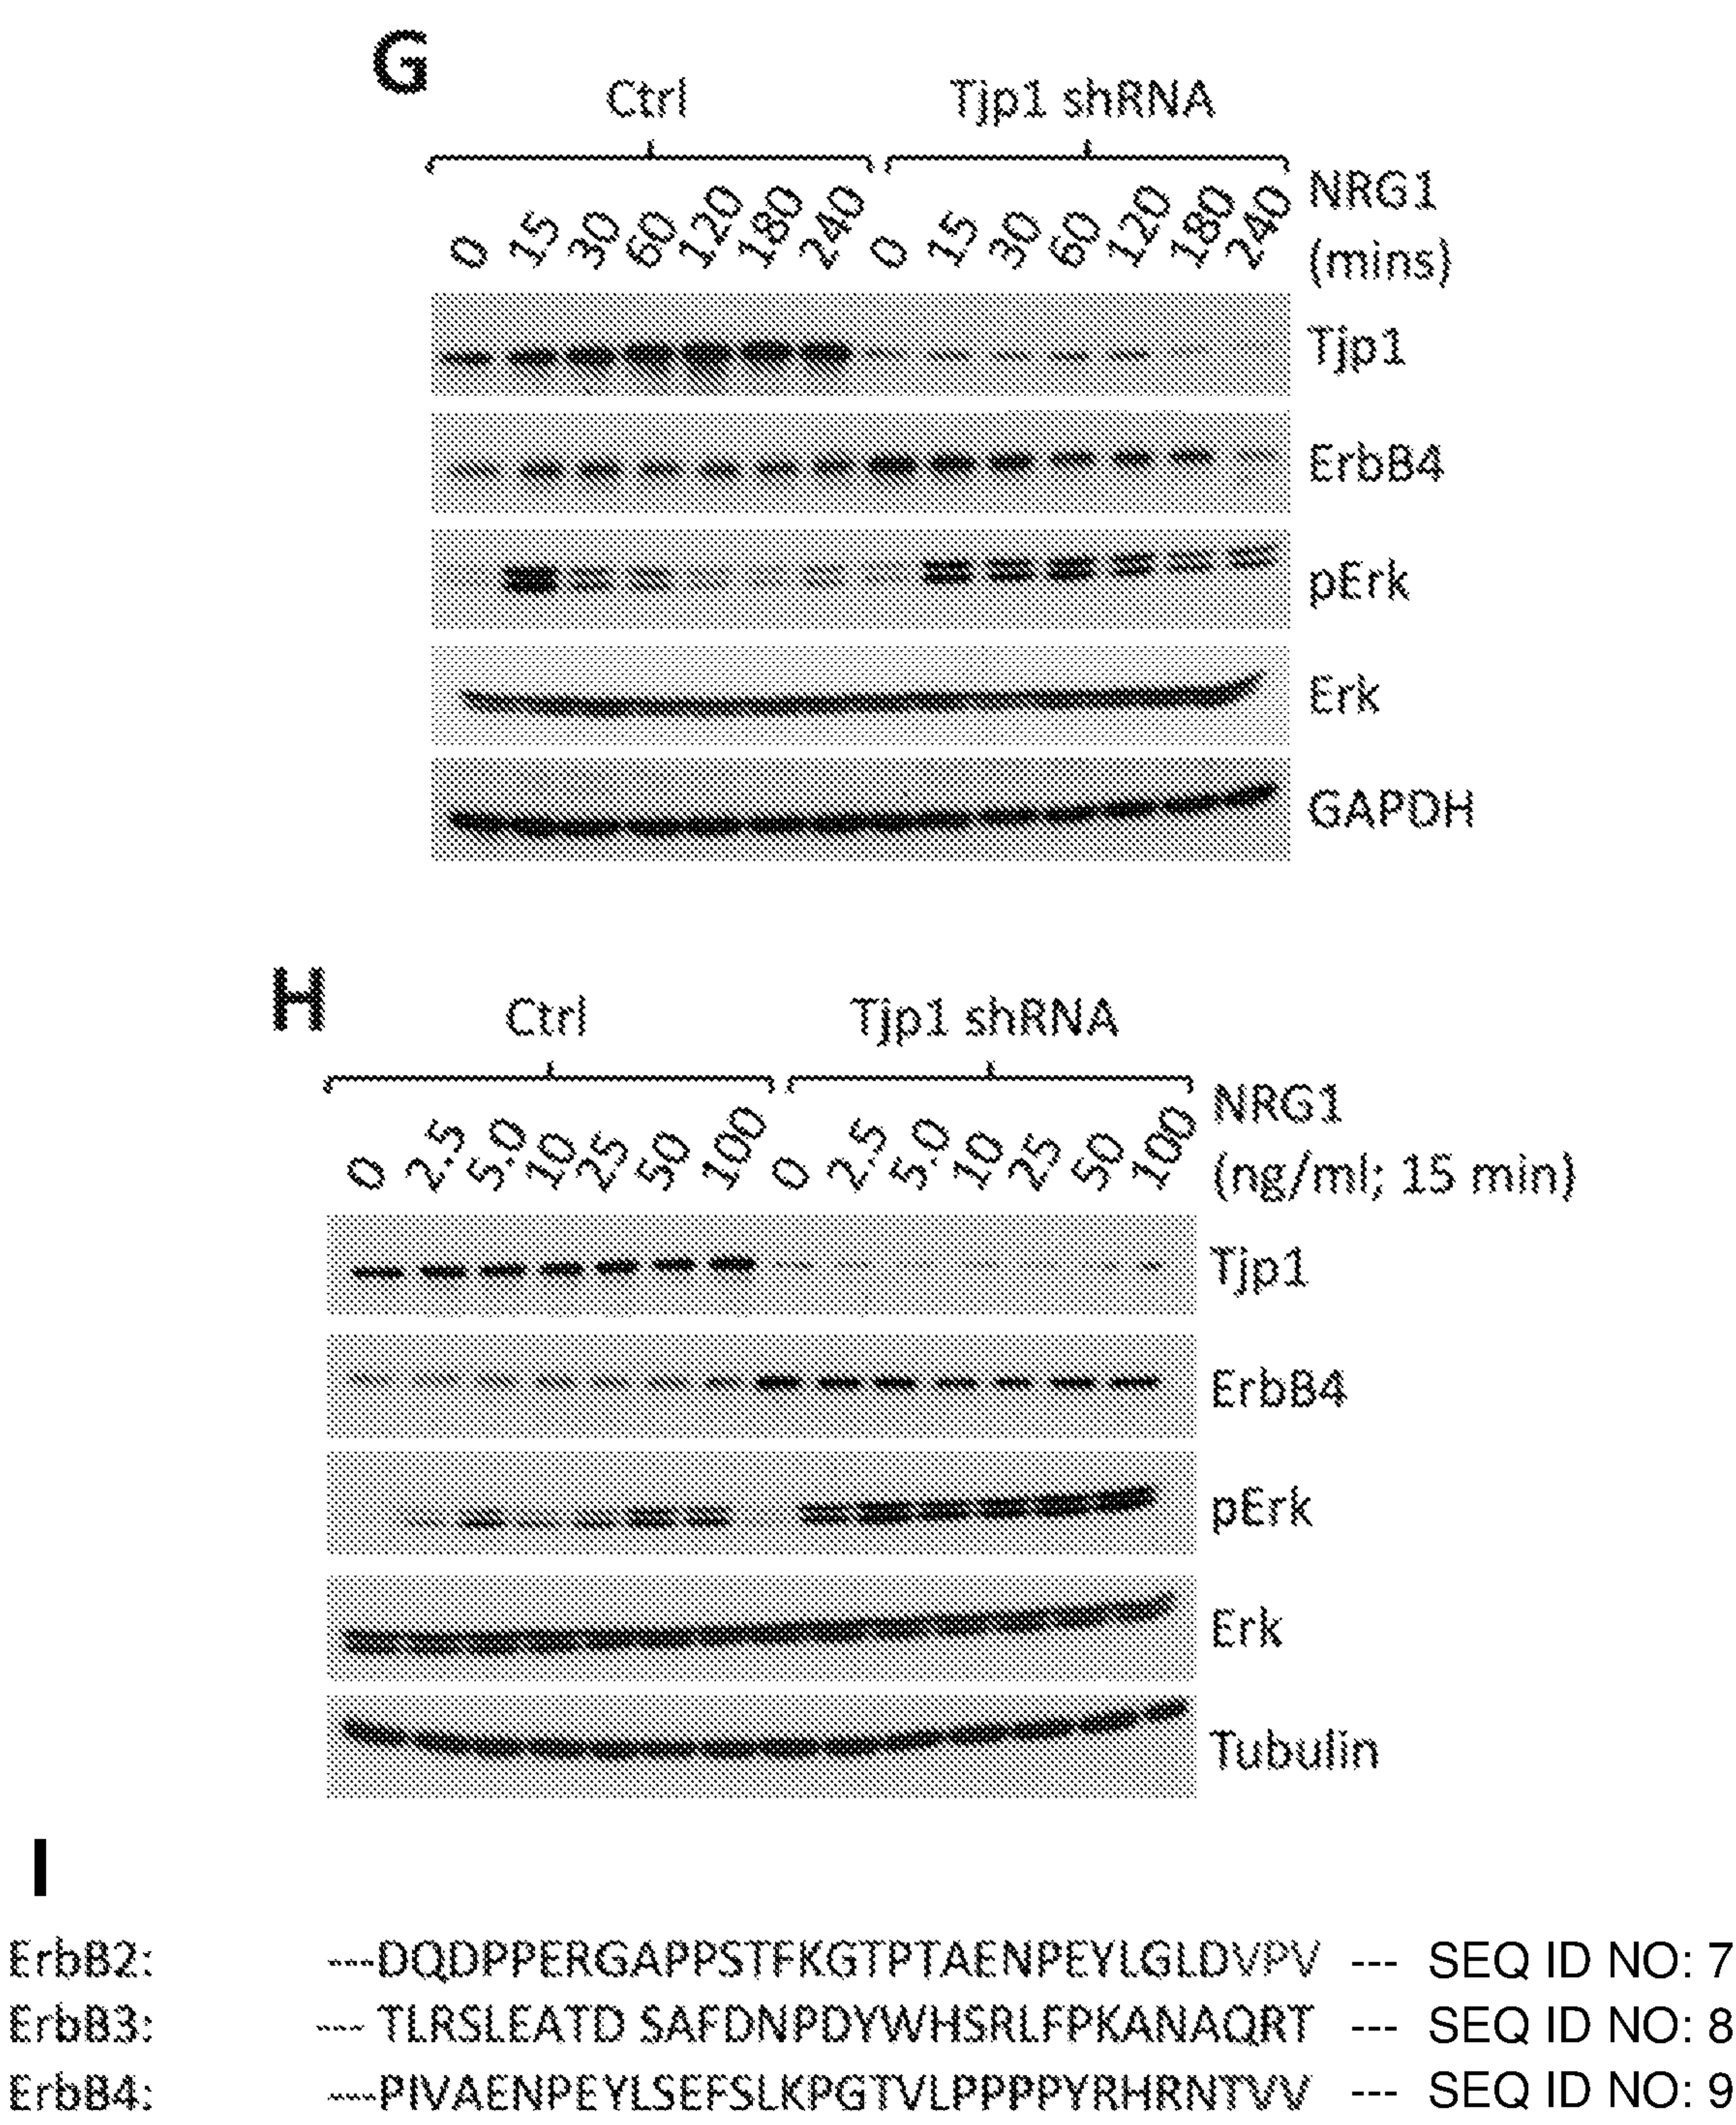 G
Ctrl Tjp1 shRNA
0 15 30 60 120 180 240 0 15 30 60 120 180 240 NRG1
(mins)
Tjp1
ErbB4
pErk
Erk
GAPDH
H
Ctrl Tjp1 shRNA
0 2.5 5.0 10 25 50 100 0 2.5 5.0 10 25 50 100 NRG1
(ng/ml; 15 min)
Tjp1
ErbB4
pErk
Erk
Tubulin
I
ErbB2: ---DQDPPERGAPPSTFKGTPTAENPEYLGLDVPV --- SEQ ID NO: 7
ErbB3: --- TLRSLEATD SAFDNPDYWHSRLFPKANAQRT --- SEQ ID NO: 8
ErbB4: ---PIVAENPEYLSEFSLKPGTVLPPPPYRHRNTVV --- SEQ ID NO: 9